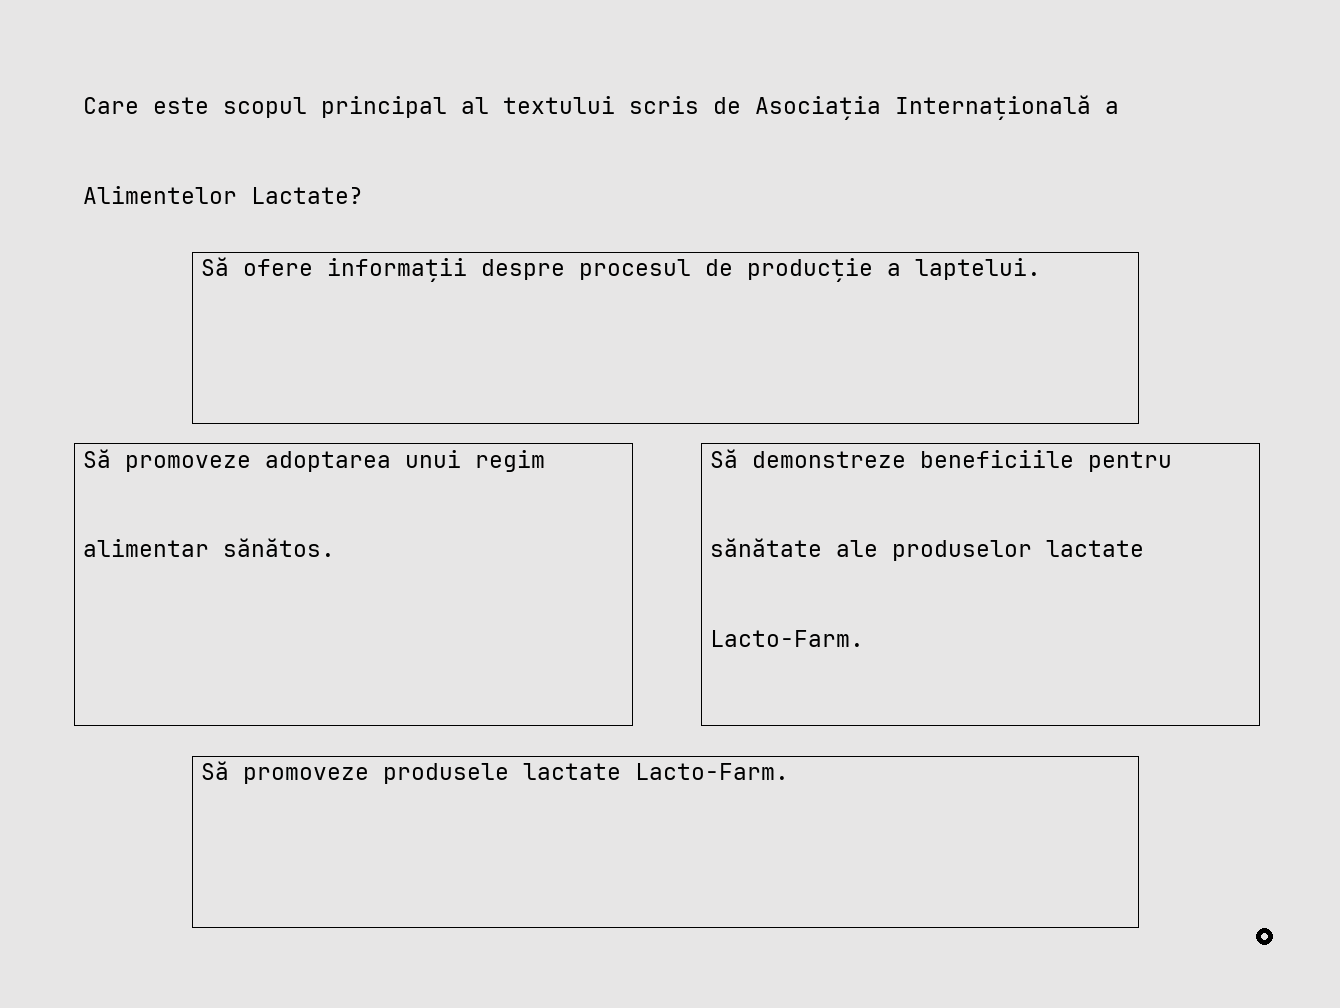 Care este scopul principal al textului scris de Asociația Internațională a
Alimentelor Lactate?
Să ofere informații despre procesul de producție a laptelui.
Să promoveze adoptarea unui regim
alimentar sănătos.
Să demonstreze beneficiile pentru
sănătate ale produselor lactate
Lacto-Farm.
Să promoveze produsele lactate Lacto-Farm.